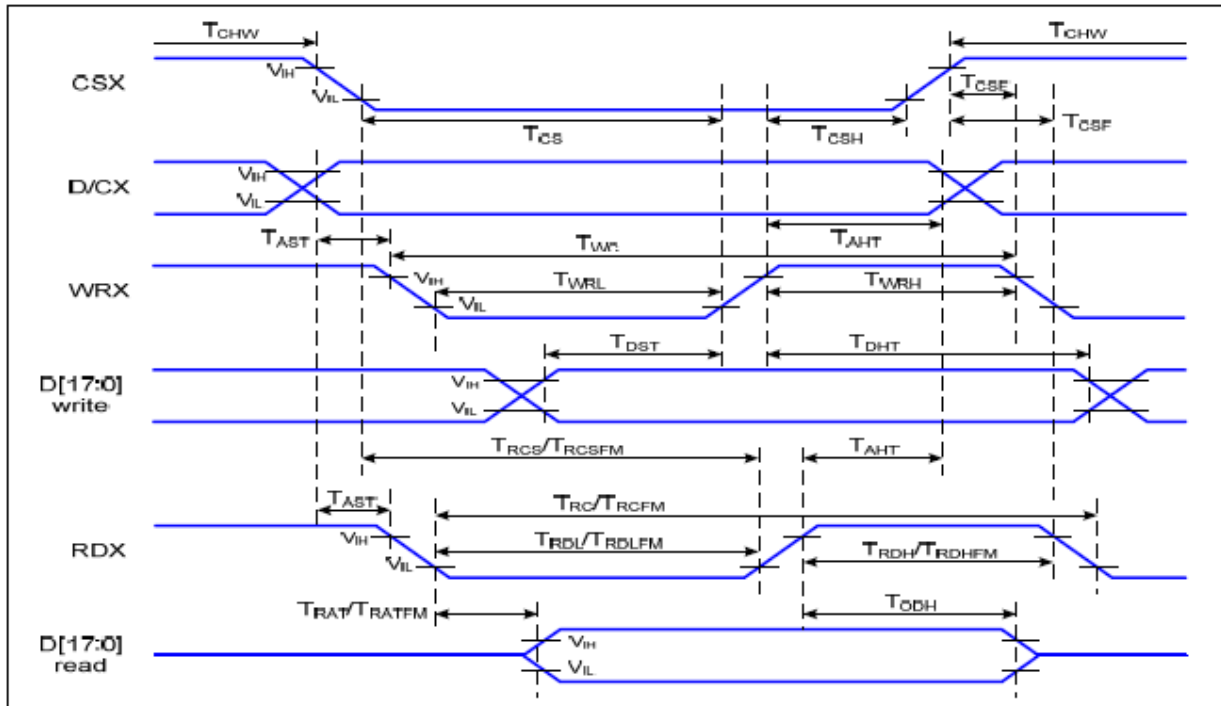 TCHW TCHW
CSX VIH
VIL TCSE
TCS TCSH TCSF
D/CX VIH
VIL
TAST TWC TAHT
WRX VIH
VIL TWRL TWRH
TDST TDHT
D[17:0] VIH
write VIL
TRCS/TRCSFM TAHT
TAST TRC/TRCFM
RDX VIH TRDL/TRDLFM
VIL TRDH/TRDHFM
TRAT/TRATFM TODH
D[17:0] VIH
read VIL